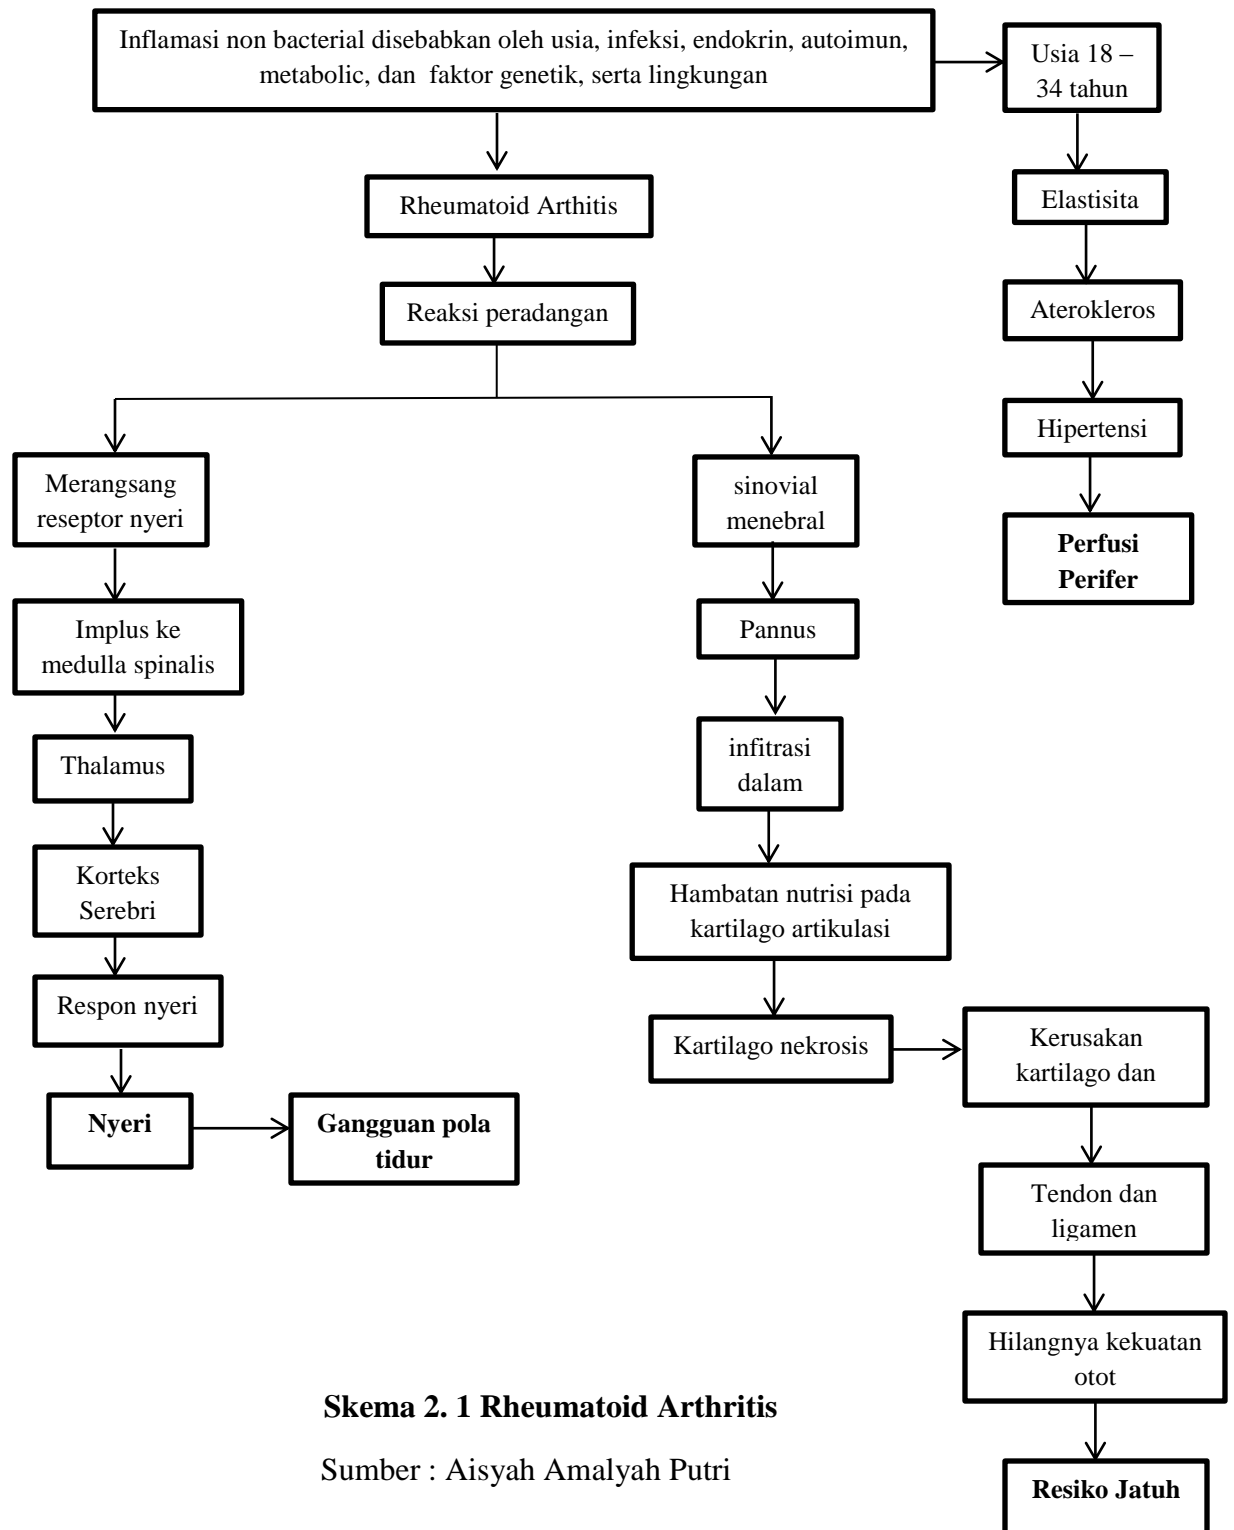 Inflamasi non bacterial disebabkan oleh usia, infeksi, endokrin, autoimun,
metabolic, dan faktor genetik, serta lingkungan
Usia 18 –
34 tahun
Rheumatoid Arthitis
Elastisita
Reaksi peradangan
Aterokleros
Hipertensi
Merangsang
reseptor nyeri
sinovial
menebral
Perfusi
Perifer
Implus ke
medulla spinalis
Pannus
Thalamus
infitrasi
dalam
Korteks
Serebri
Hambatan nutrisi pada
kartilago artikulasi
Respon nyeri
Kartilago nekrosis
Kerusakan
kartilago dan
Nyeri
Gangguan pola
tidur
Tendon dan
ligamen
Hilangnya kekuatan
otot
Skema 2. 1 Rheumatoid Arthritis
Sumber : Aisyah Amalyah Putri
Resiko Jatuh